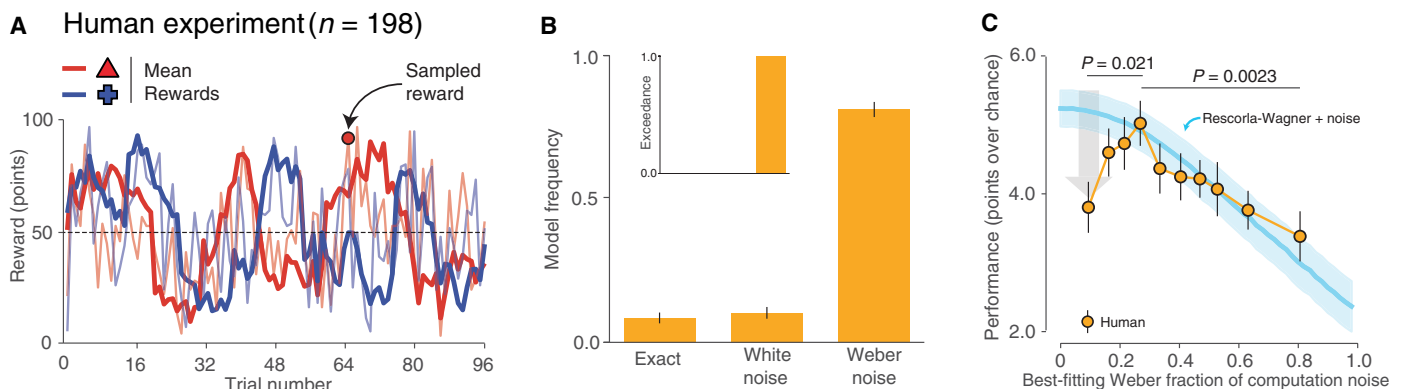 A Human experiment (n = 198)
Mean
Rewards
Sampled
reward
Reward (points)
100
50
0
0 16 32 48 64 80 96
Trial number
B
Model frequency
1.0
0.5
0.0
Exceedance
1.0
0.0
Exact
White
noise
Weber
noise
C
Performance (points over chance)
6.0
4.0
2.0
P = 0.021
P = 0.0023
Rescorla-Wagner + noise
Human
0 0.2 0.4 0.6 0.8 1.0
Best-fitting Weber fraction of computation noise